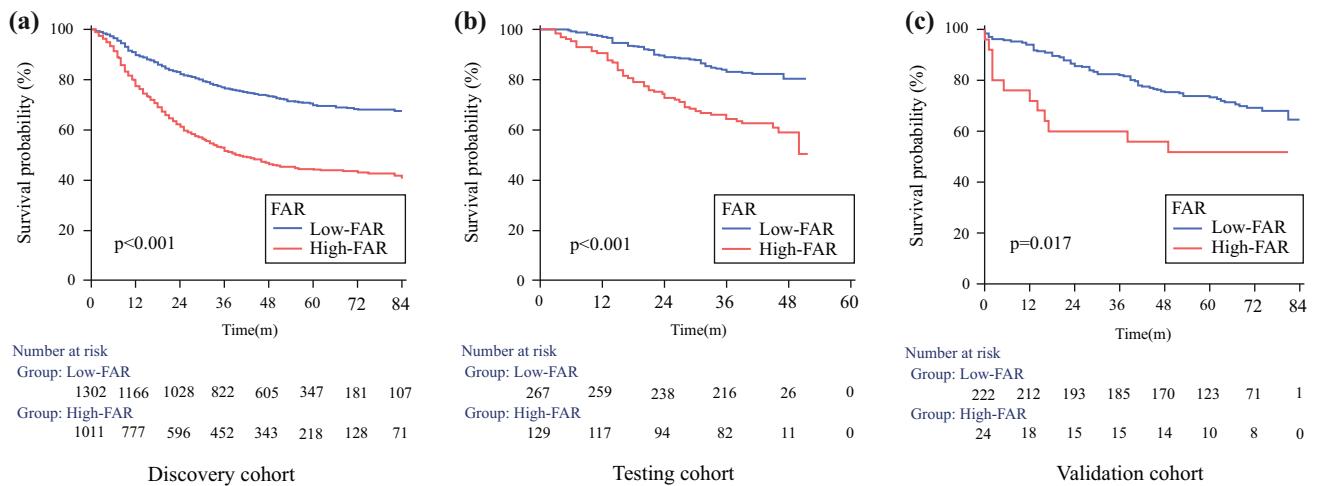 (a)
Survival probability (%)
100
80
60
40
20
0
FAR
Low-FAR
High-FAR
p<0.001
0 12 24 36 48 60 72 84
Time(m)
Number at risk
Group: Low-FAR
1302 1166 1028 822 605 347 181 107
Group: High-FAR
1011 777 596 452 343 218 128 71
Discovery cohort
(b)
Survival probability (%)
100
80
60
40
20
0
FAR
Low-FAR
High-FAR
p<0.001
0 12 24 36 48 60
Time(m)
Number at risk
Group: Low-FAR
267 259 238 216 26 0
Group: High-FAR
129 117 94 82 11 0
Testing cohort
(c)
Survival probability (%)
100
80
60
40
20
0
FAR
Low-FAR
High-FAR
p=0.017
0 12 24 36 48 60 72 84
Time(m)
Number at risk
Group: Low-FAR
222 212 193 185 170 123 71 1
Group: High-FAR
24 18 15 15 14 10 8 0
Validation cohort